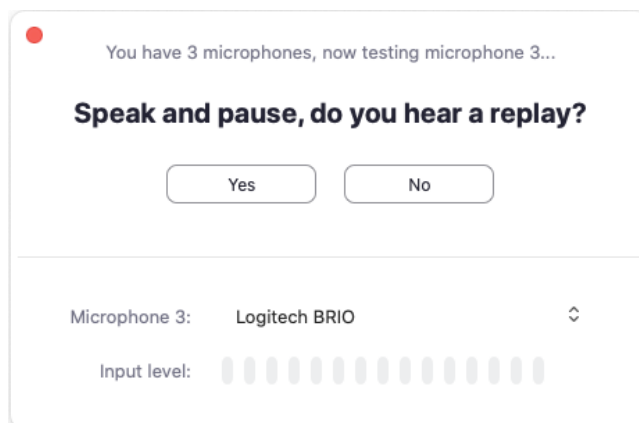 You have 3 microphones, now testing microphone 3...
Speak and pause, do you hear a replay?
Yes No
Microphone 3: Logitech BRIO
Input level: